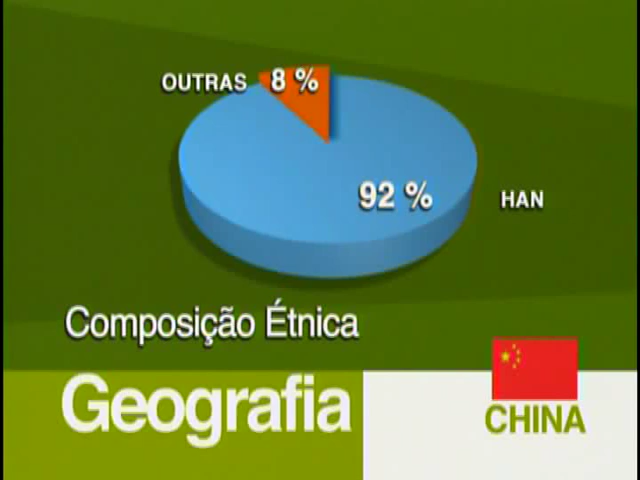 OUTRAS 8 %
92 %
HAN
Composição Étnica
Geografia
CHINA